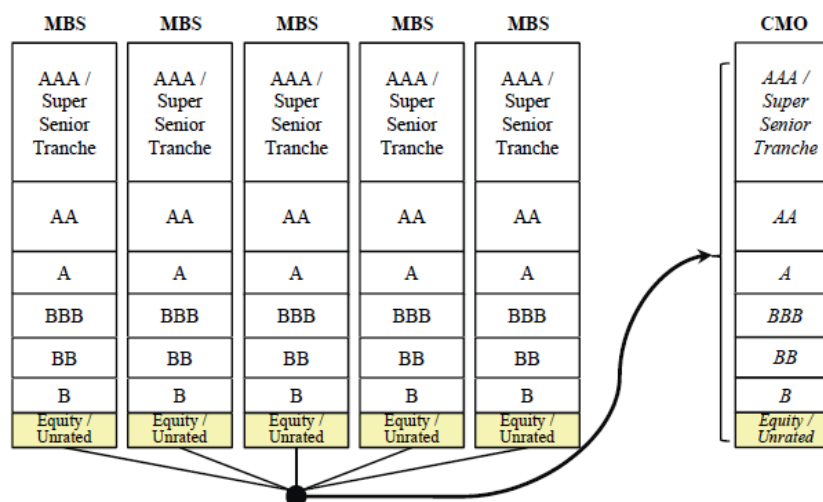 MBS MBS MBS MBS MBS CMO
AAA / AAA / AAA / AAA / AAA / AAA /
Super Super Super Super Super Super
Senior Senior Senior Senior Senior Senior
Tranche Tranche Tranche Tranche Tranche Tranche
AA AA AA AA AA AA
A A A A A A
BBB BBB BBB BBB BBB BBB
BB BB BB BB BB BB
B B B B B B
Equity / Equity / Equity / Equity / Equity / Equity /
Unrated Unrated Unrated Unrated Unrated Unrated